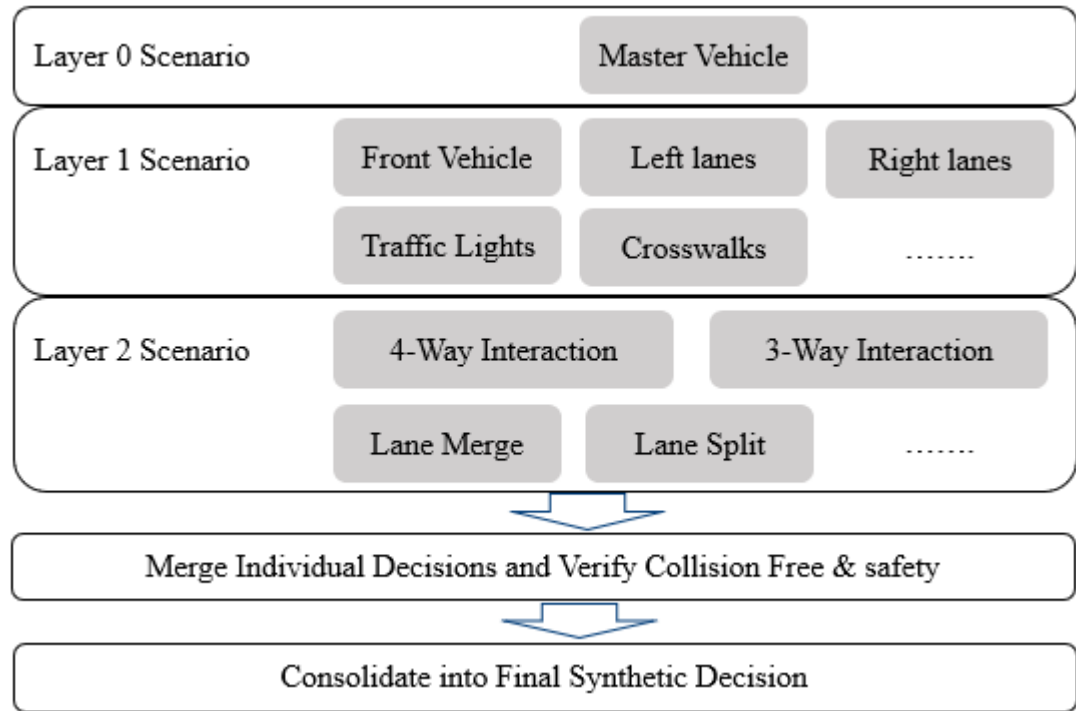 Layer 0 Scenario
Master Vehicle
Layer 1 Scenario
Front Vehicle
Left lanes
Right lanes
Traffic Lights
Crosswalks
.......
Layer 2 Scenario
4-Way Interaction
3-Way Interaction
Lane Merge
Lane Split
.......
Merge Individual Decisions and Verify Collision Free & safety
Consolidate into Final Synthetic Decision